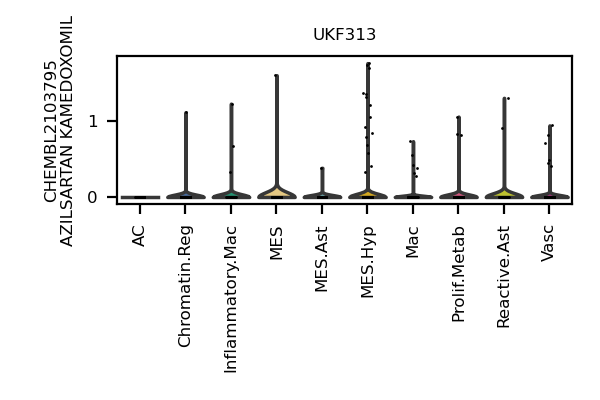 UKF313
CHEMBL2103795
AZILSARTAN KAMEDOXOMIL
1
0
AC
Chromatin.Reg
Inflammatory.Mac
MES
MES.Ast
MES.Hyp
Mac
Prolif.Metab
Reactive.Ast
Vasc